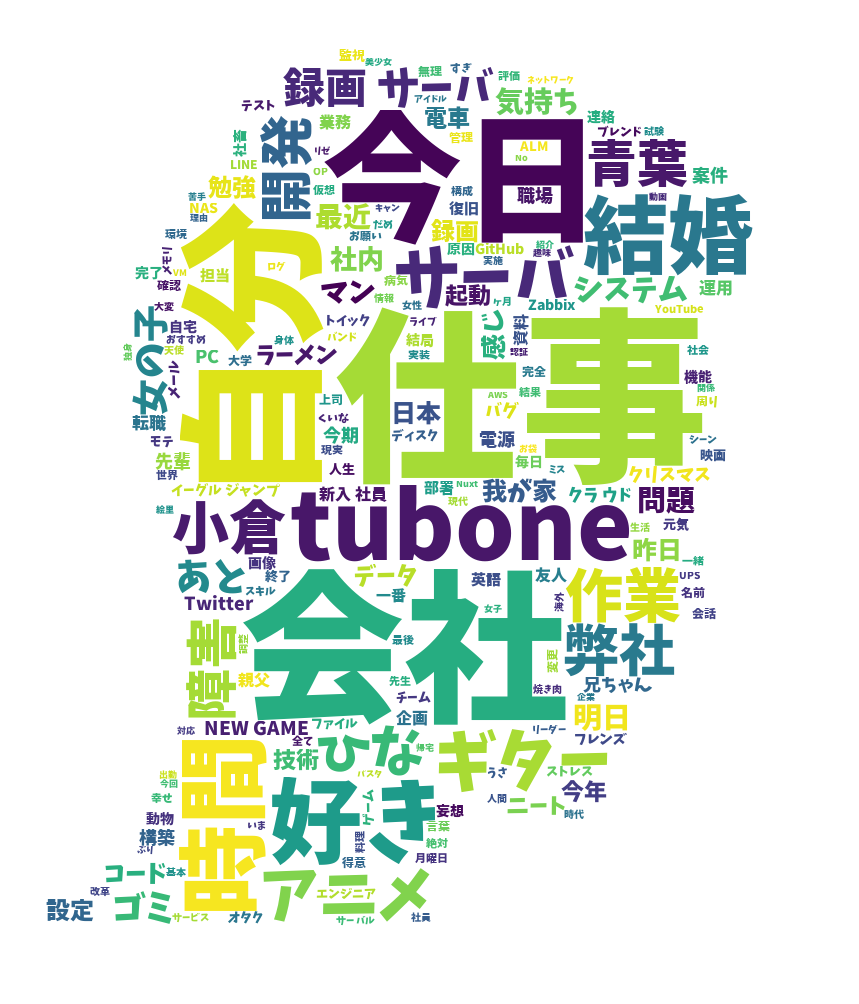 監視
美少女
無理
すぎ
評価
ネットワーク
録画
サーバ
気持ち
アイドル
テスト
電車
連絡
業務
ブレンド
試験
社畜
開発
リゼ
今日
管理
ALM
No
青葉
案件
LINE
OP
動画
勉強
仮想
職場
苦手
NAS
理由
最近
キャン
だめ
お願い
構成
復旧
録画
原因
GitHub
紹介
趣味
実施
結婚
環境
自分
社内
サーバ
メモリ
完了
VM
担当
ログ
確認
マン
病気
情報
起動
ヶ月
システム
運用
大変
女性
Zabbix
YouTube
女の子
自宅
おすすめ
天使
独身
身体
トイック
バンド
ライブ
結局
実装
感じ
資料
認証
PC
大学
ラーメン
社会
メール
仕事
完全
機能
関係
周り
転職
上司
くいな
日本
AWS
結果
バグ
モテ
今期
ディスク
電源
お袋
シーン
現実
映画
先輩
世界
人生
毎日
ミス
クリスマス
イーグル ジャンプ
新入 社員
部署
Nuxt
我が家
クラウド
現代
問題
絵里
小倉
tubone
元気
生活
昨日
あと
画像
終了
スキル
データ
一番
英語
友人
一緒
UPS
作業
名前
Twitter
会社
女子
海外
会話
障害
最後
弊社
変更
親父
先生
兄ちゃん
チーム
焼き肉
企業
企画
明日
NEW GAME
ファイル
対応
全て
リーダー
フレンズ
時間
技術
ひな
帰宅
ギター
出勤
今回
バスク
うさ
ストレス
今年
幸せ
好き
ゲーム
妄想
人間
ニート
時代
動物
いま
言葉
構築
ぶり
料理
絶対
得意
月曜日
コード
基本
アニメ
改革
エンジニア
設定
ゴミ
サービス
オタク
サーバル
社員